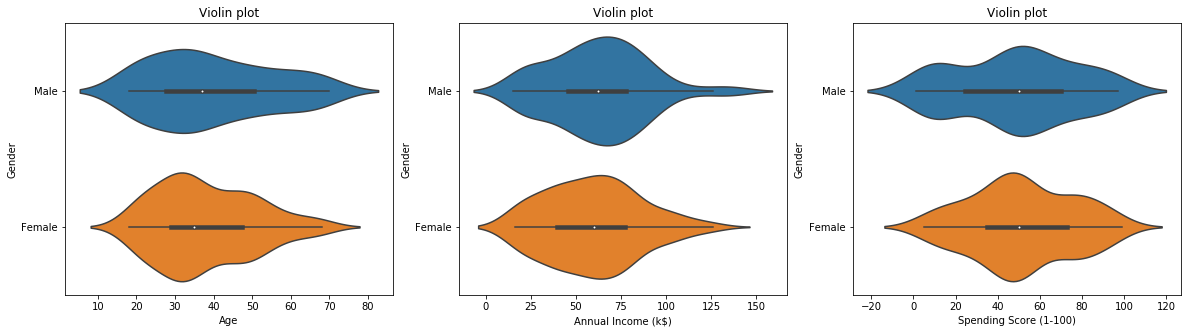 Violin plot
Gender
Male
Female
10 20 30 40 50 60 70 80
Age
Violin plot
Gender
Male
Female
0 25 50 75 100 125 150
Annual Income (k$)
Violin plot
Gender
Male
Female
−20 0 20 40 60 80 100 120
Spending Score (1-100)